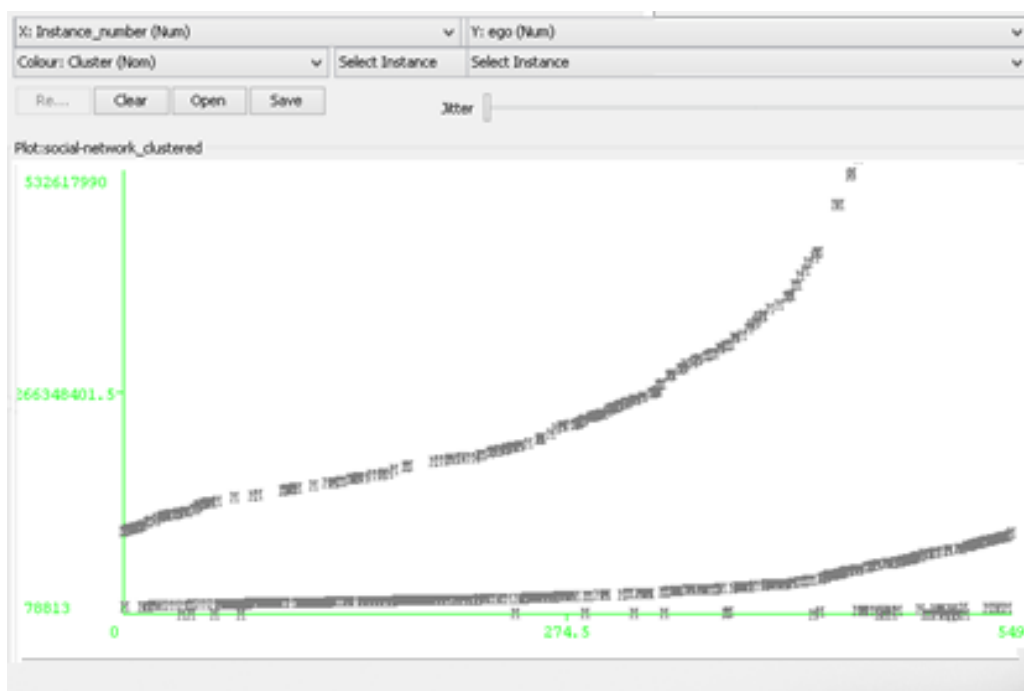 X: Instance_number (Num) Y: ego (Num)
Colour: Cluster (Nom) Select Instance Select Instance
Re... Clear Open Save Jitter
Plot:social-network_clustered
532617990
266348401.5
78813
0 274.5 549